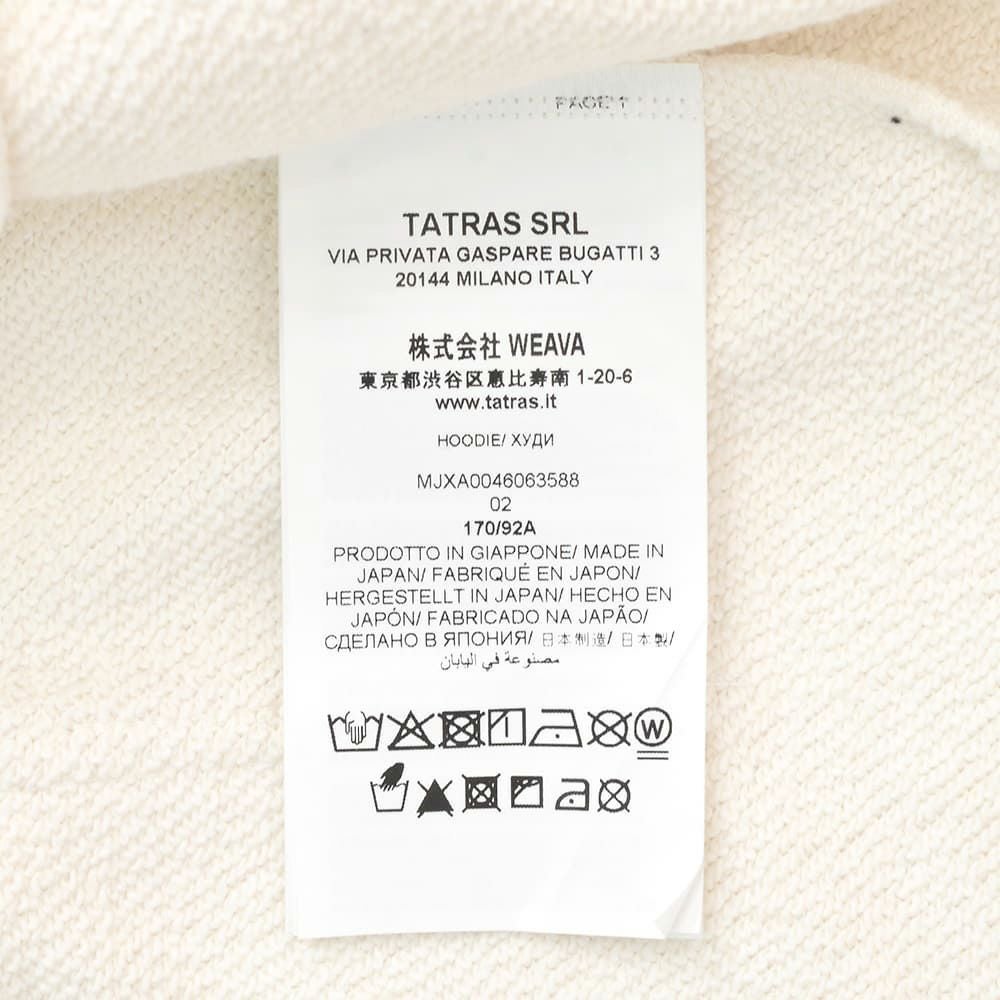 PAGE 1
TATRAS SRL
VIA PRIVATA GASPARE BUGATTI 3
20144 MILANO ITALY
株式会社 WEAVA
東京都渋谷区恵比寿南 1-20-6
www.tatras.it
HOODIE/ ХУДИ
MJXA0046063588
02
170/92A
PRODOTTO IN GIAPPONE/ MADE IN
JAPAN/ FABRIQUÉ EN JAPON/
HERGESTELLT IN JAPAN/ HECHO EN
JAPÓN/ FABRICADO NA JAPÃO/
СДЕЛАНО В ЯПОНИЯ/ 日本制造/ 日本製/
مصنوعة في اليابان
W